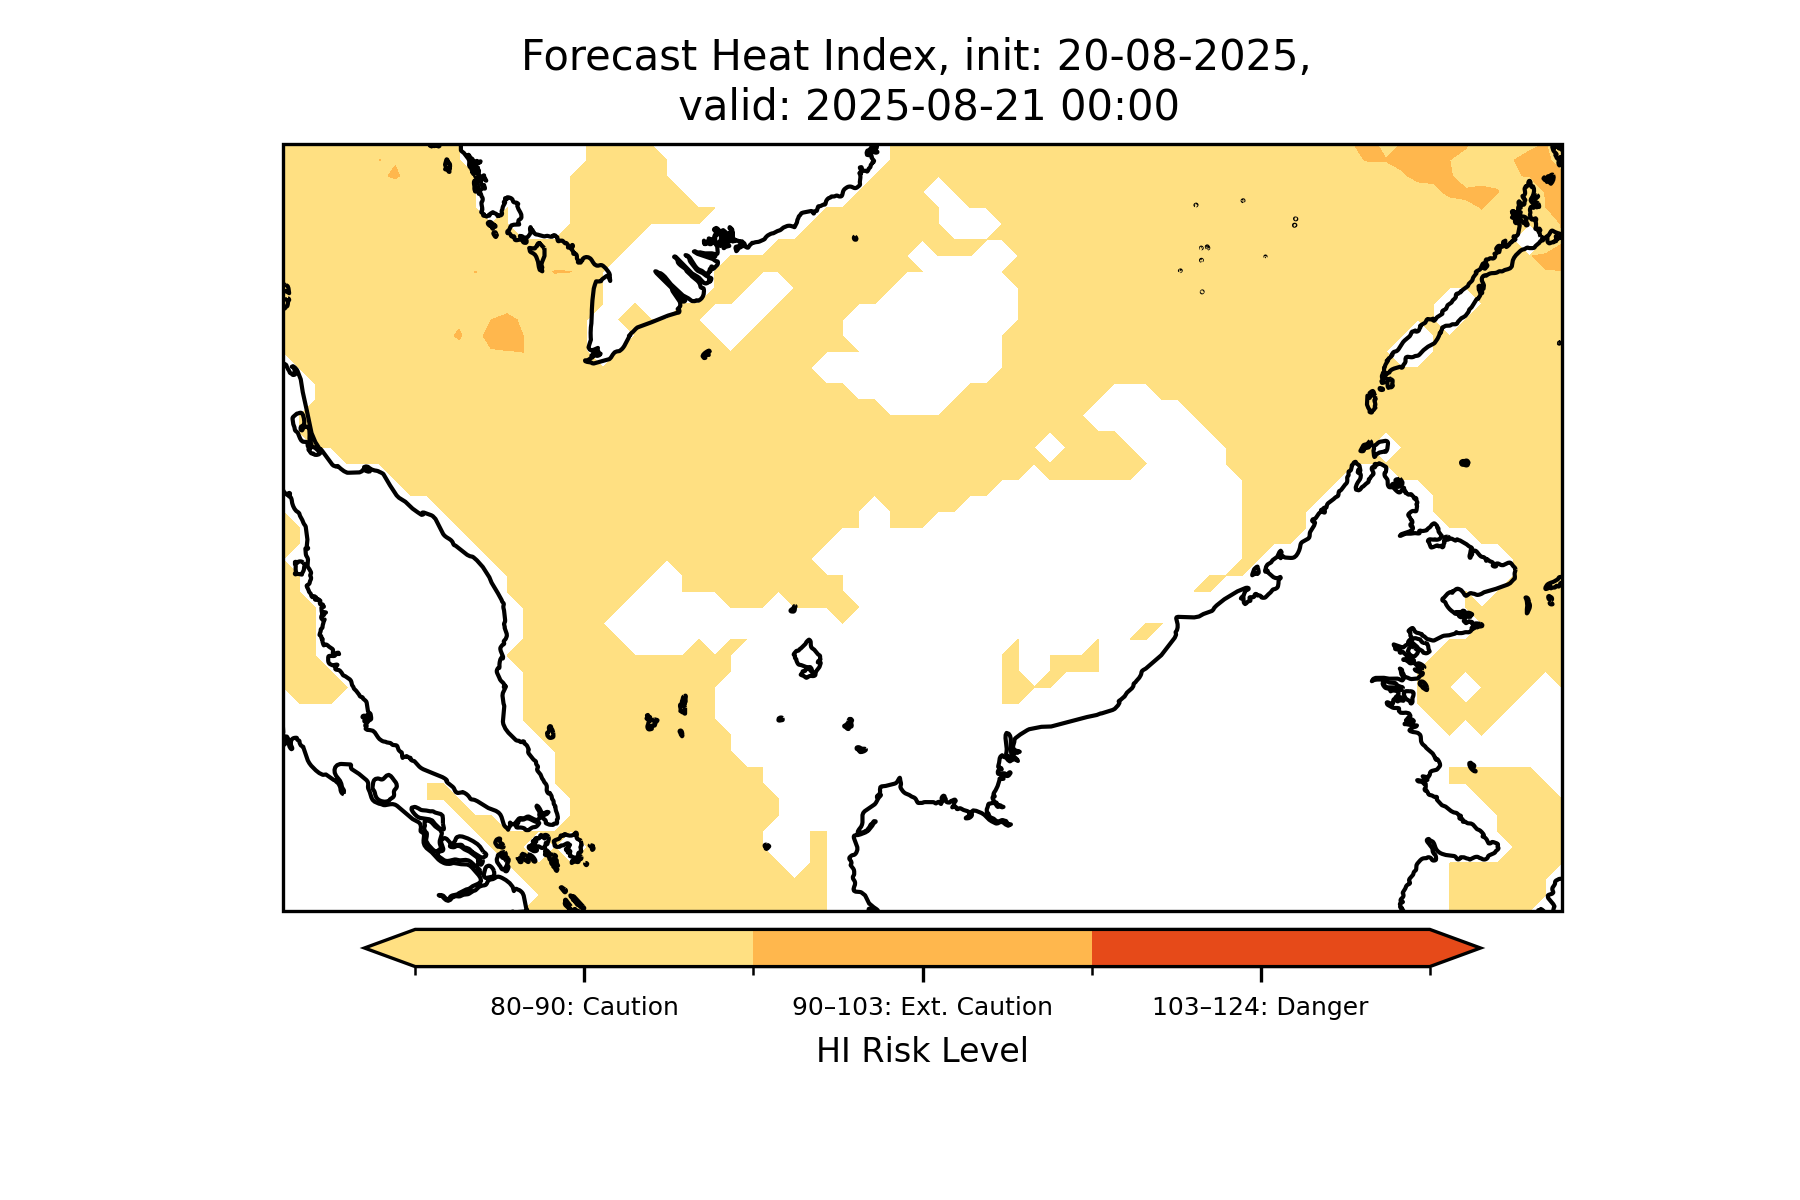 Forecast Heat Index, init: 20-08-2025,
valid: 2025-08-21 00:00
80–90: Caution
90–103: Ext. Caution
103–124: Danger
HI Risk Level